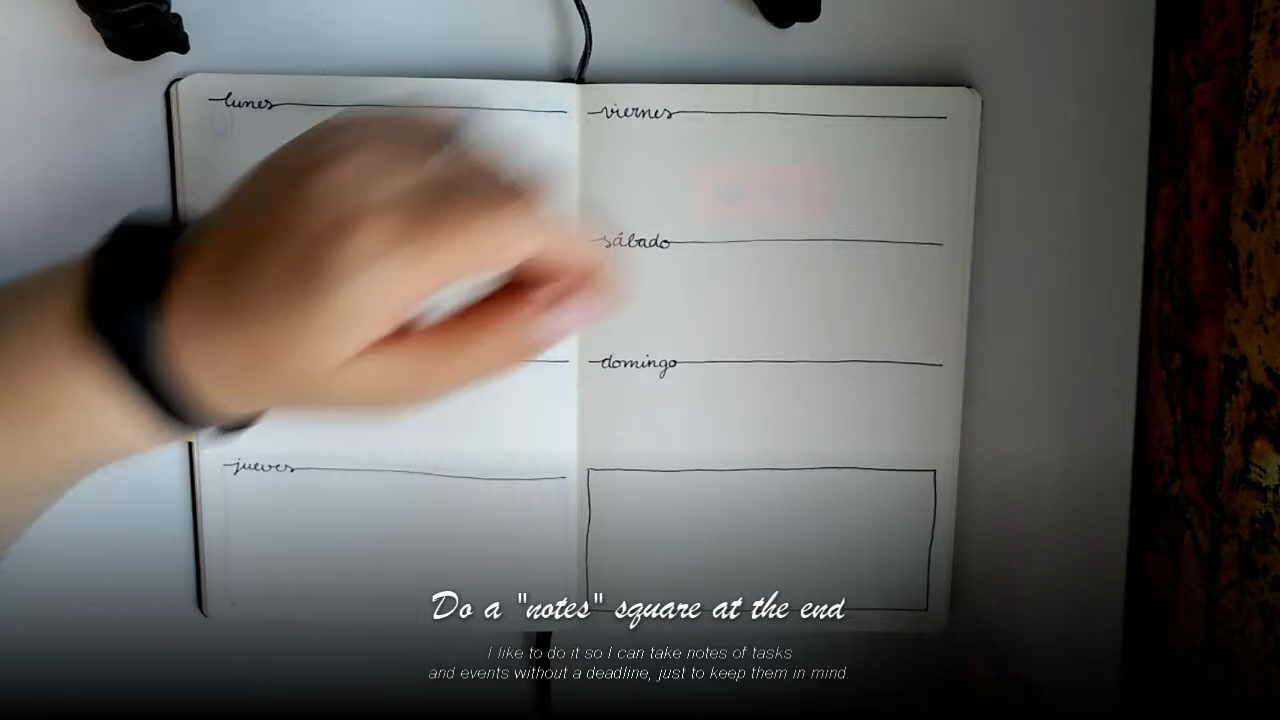 lunes
jueves
viernes
sábado
domingo
Do a "notes" square at the end
I like to do it so I can take notes of tasks
and events without a deadline, just to keep them in mind.